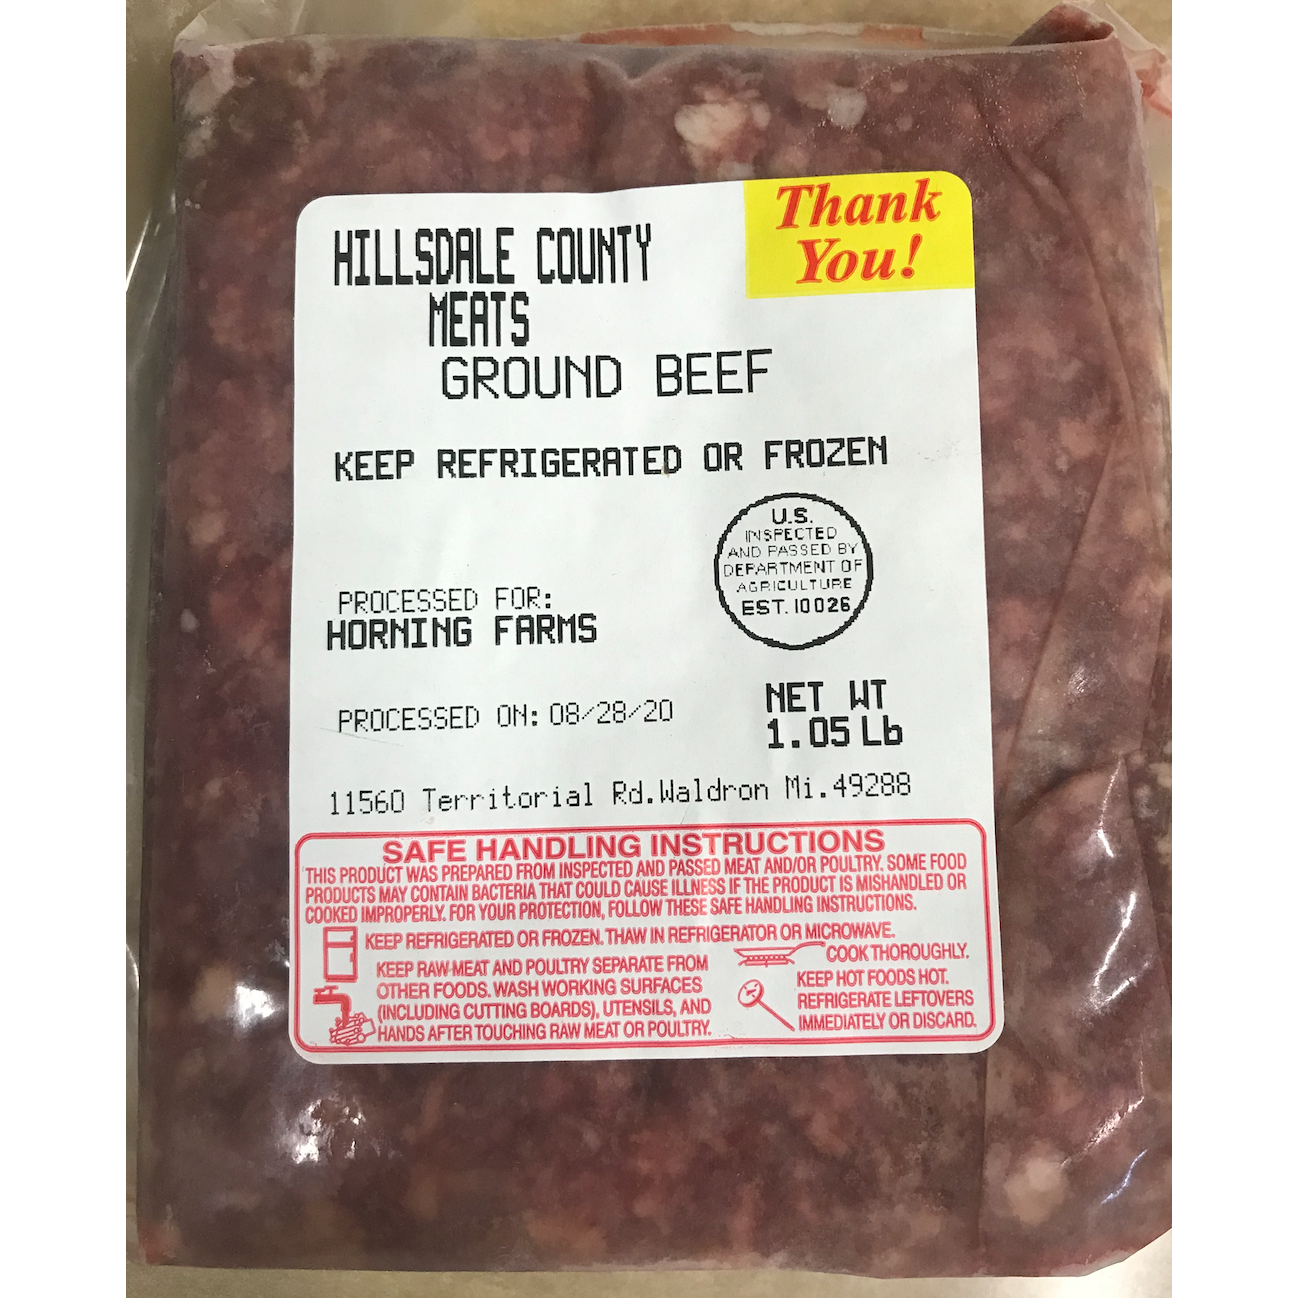 Thank
You!
HILLSDALE COUNTY
MEATS
GROUND BEEF
KEEP REFRIGERATED OR FROZEN
U.S.
INSPECTED
AND PASSED BY
DEPARTMENT OF
AGRICULTURE
EST. 10026
PROCESSED FOR:
HORNING FARMS
PROCESSED ON: 08/28/20
NET WT
1.05 Lb
11560 Territorial Rd.Waldron Mi.49288
SAFE HANDLING INSTRUCTIONS
THIS PRODUCT WAS PREPARED FROM INSPECTED AND PASSED MEAT AND/OR POULTRY. SOME FOOD
PRODUCTS MAY CONTAIN BACTERIA THAT COULD CAUSE ILLNESS IF THE PRODUCT IS MISHANDLED OR
COOKED IMPROPERLY. FOR YOUR PROTECTION, FOLLOW THESE SAFE HANDLING INSTRUCTIONS.
KEEP REFRIGERATED OR FROZEN. THAW IN REFRIGERATOR OR MICROWAVE.
KEEP RAW MEAT AND POULTRY SEPARATE FROM
OTHER FOODS. WASH WORKING SURFACES
(INCLUDING CUTTING BOARDS), UTENSILS, AND
HANDS AFTER TOUCHING RAW MEAT OR POULTRY.
COOK THOROUGHLY.
KEEP HOT FOODS HOT.
REFRIGERATE LEFTOVERS
IMMEDIATELY OR DISCARD.